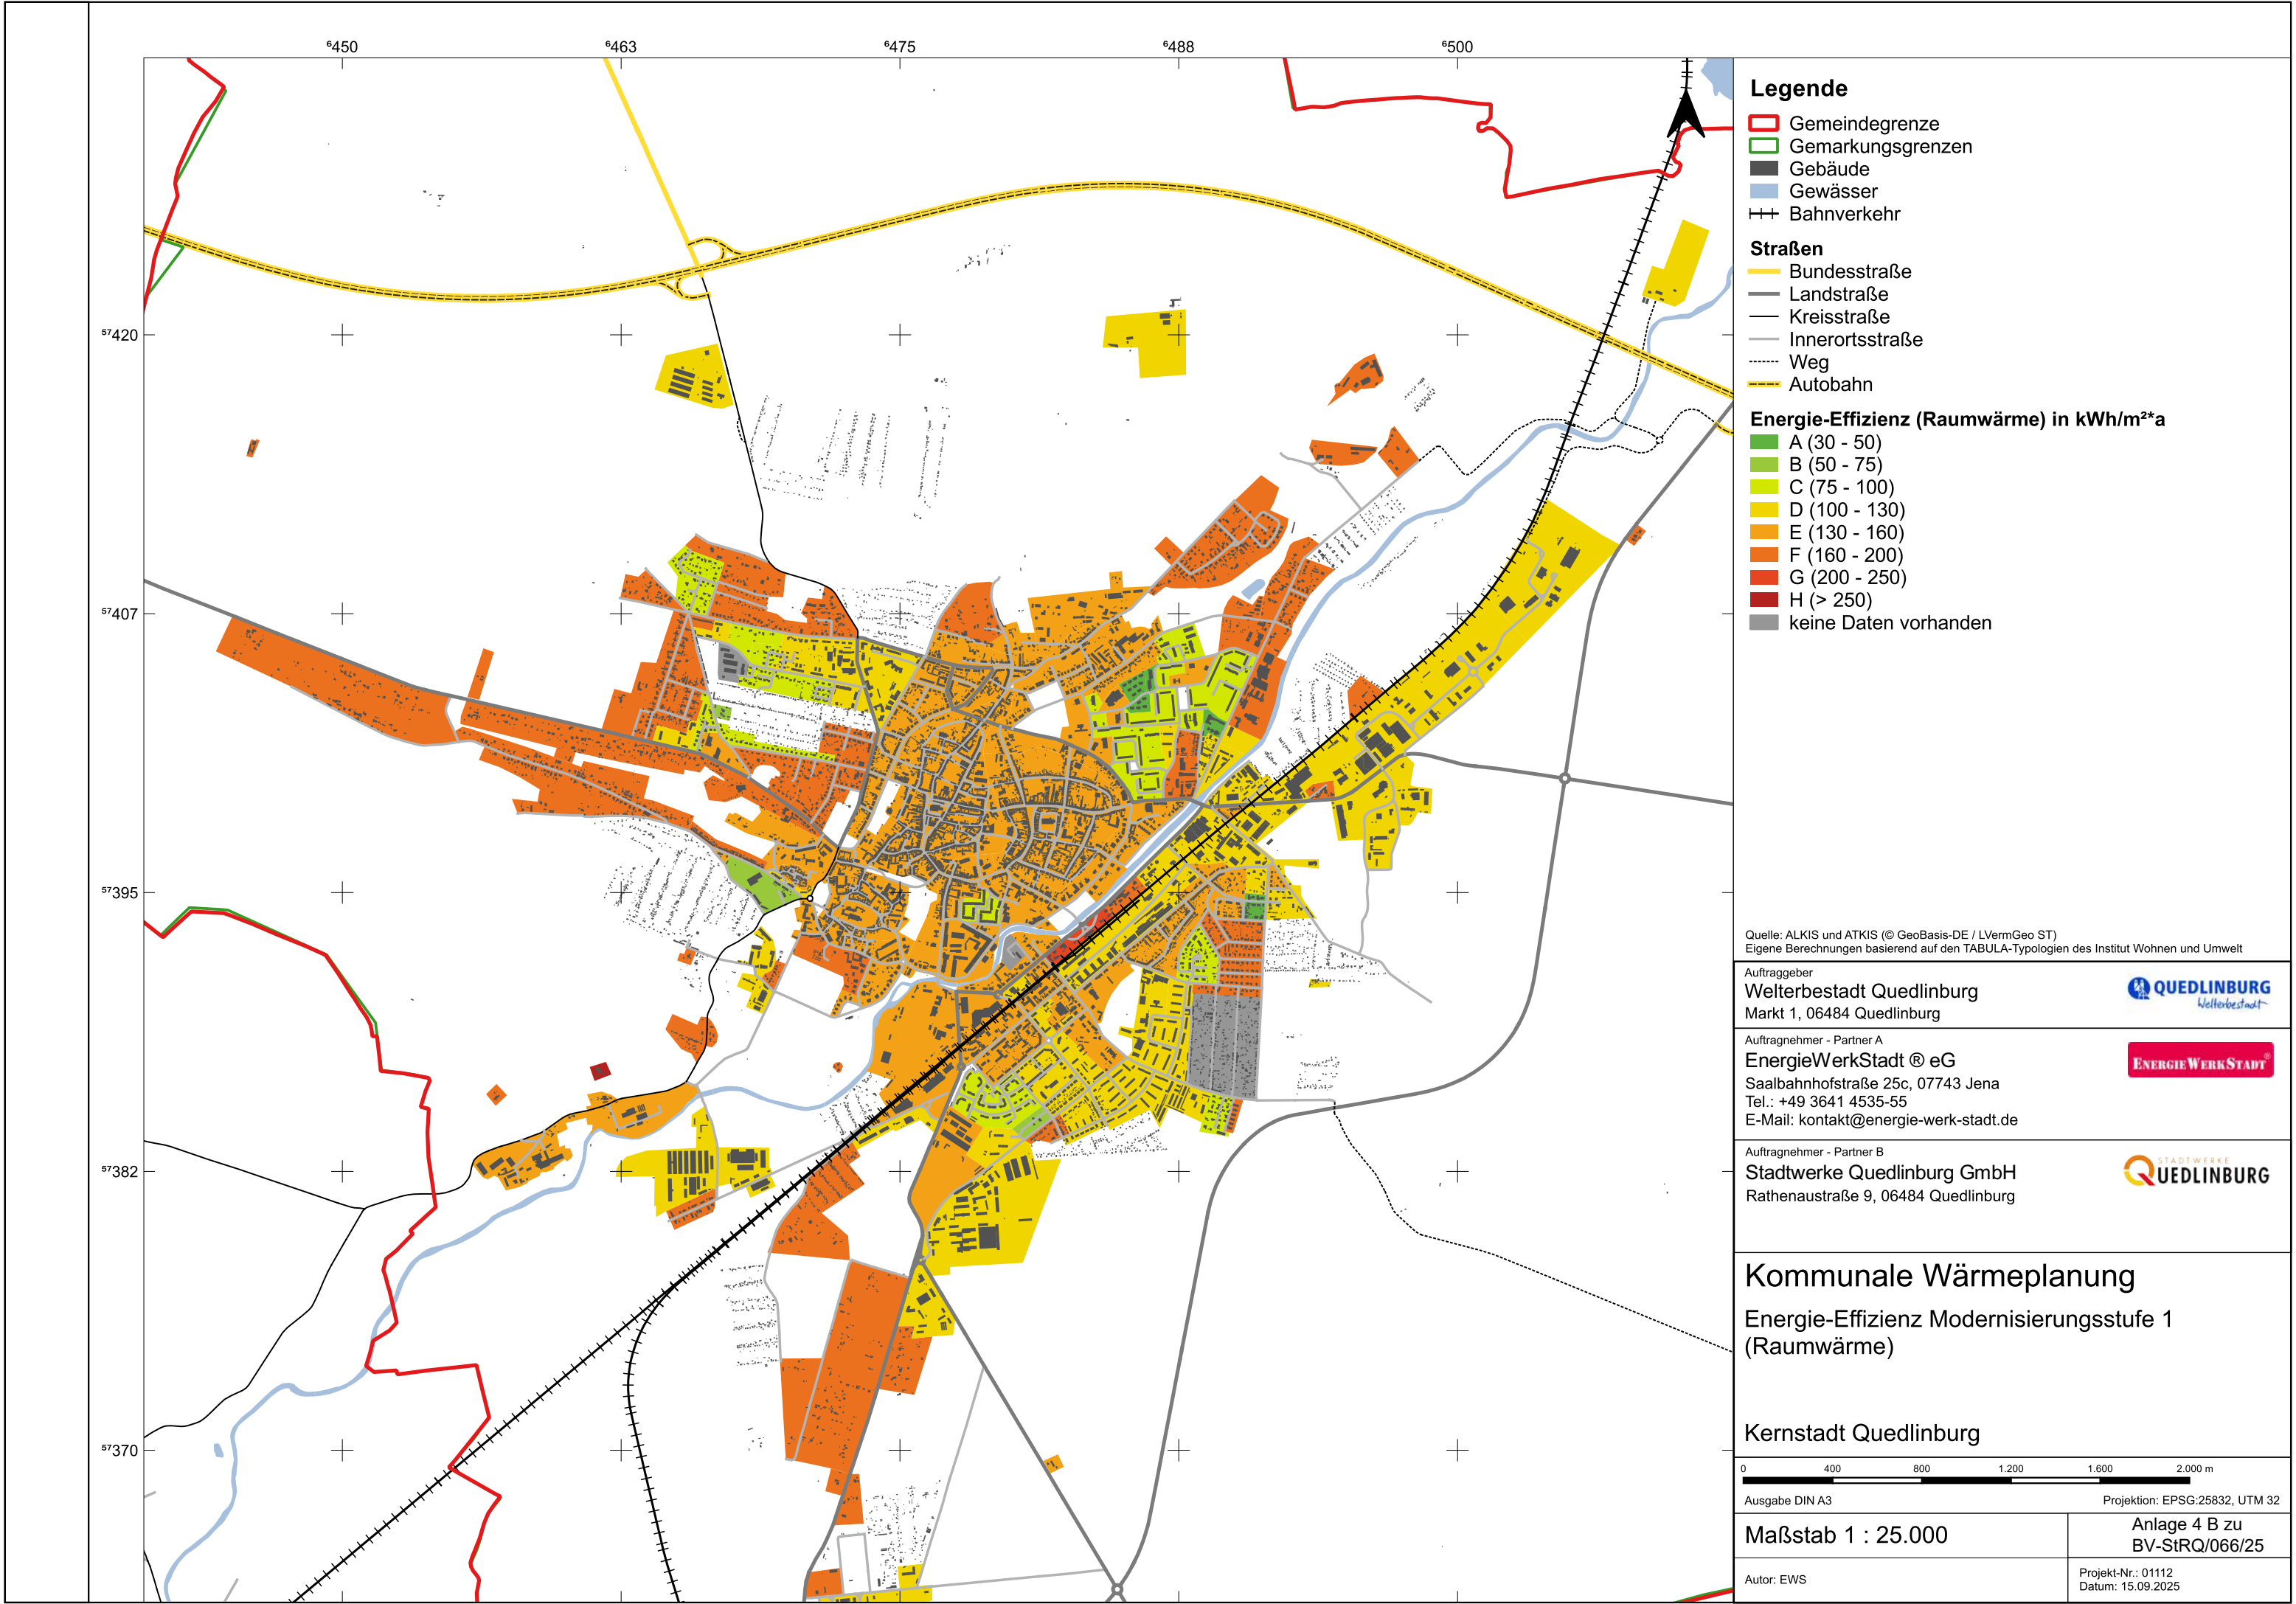 ⁶450
⁶463
⁶475
⁶488
⁶500
⁵⁷420
⁵⁷407
⁵⁷395
⁵⁷382
⁵⁷370
Legende
Gemeindegrenze
Gemarkungsgrenzen
Gebäude
Gewässer
Bahnverkehr
Straßen
Bundesstraße
Landstraße
Kreisstraße
Innerortsstraße
Weg
Autobahn
Energie-Effizienz (Raumwärme) in kWh/m²*a
A (30 - 50)
B (50 - 75)
C (75 - 100)
D (100 - 130)
E (130 - 160)
F (160 - 200)
G (200 - 250)
H (> 250)
keine Daten vorhanden
Quelle: ALKIS und ATKIS (© GeoBasis-DE / LVermGeo ST)
Eigene Berechnungen basierend auf den TABULA-Typologien des Institut Wohnen und Umwelt
Auftraggeber
Welterbestadt Quedlinburg
Markt 1, 06484 Quedlinburg
QUEDLINBURG
Welterbestadt
Auftragnehmer - Partner A
EnergieWerkStadt ® eG
Saalbahnhofstraße 25c, 07743 Jena
Tel.: +49 3641 4535-55
E-Mail: kontakt@energie-werk-stadt.de
ENERGIEWERKSTADT®
Auftragnehmer - Partner B
Stadtwerke Quedlinburg GmbH
Rathenaustraße 9, 06484 Quedlinburg
STADTWERKE
QUEDLINBURG
Kommunale Wärmeplanung
Energie-Effizienz Modernisierungsstufe 1
(Raumwärme)
Kernstadt Quedlinburg
0 400 800 1.200 1.600 2.000 m
Ausgabe DIN A3
Projektion: EPSG:25832, UTM 32
Maßstab 1 : 25.000
Anlage 4 B zu
BV-StRQ/066/25
Autor: EWS
Projekt-Nr.: 01112
Datum: 15.09.2025